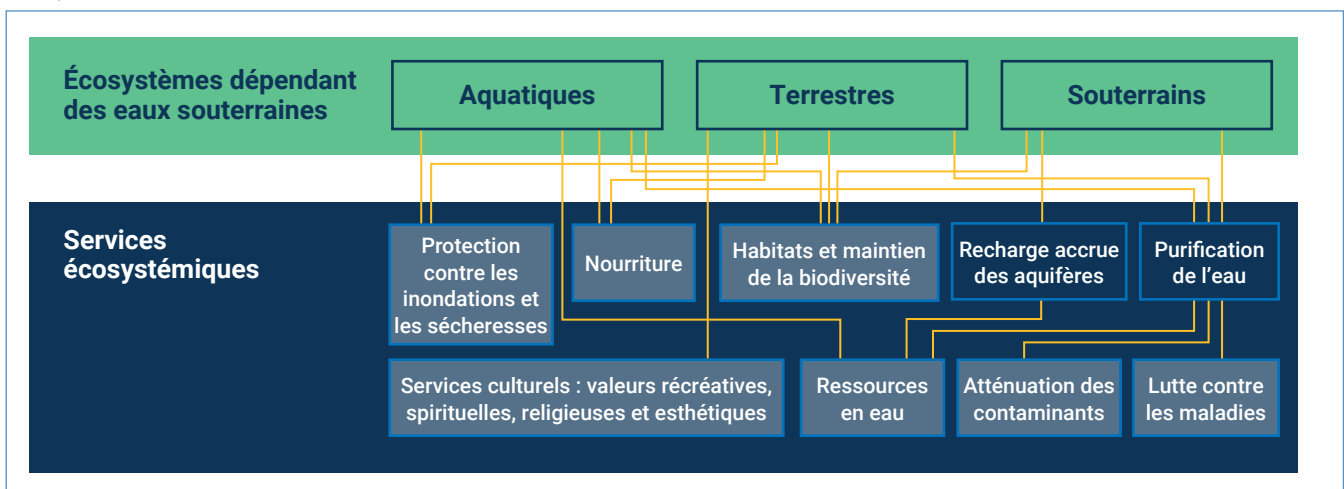 Écosystèmes dépendant
des eaux souterraines
Aquatiques
Terrestres
Souterrains
Services
écosystémiques
Protection
contre les
inondations et
les sécheresses
Nourriture
Habitats et maintien
de la biodiversité
Recharge accrue
des aquifères
Purification
de l’eau
Services culturels : valeurs récréatives,
spirituelles, religieuses et esthétiques
Ressources
en eau
Atténuation des
contaminants
Lutte contre
les maladies